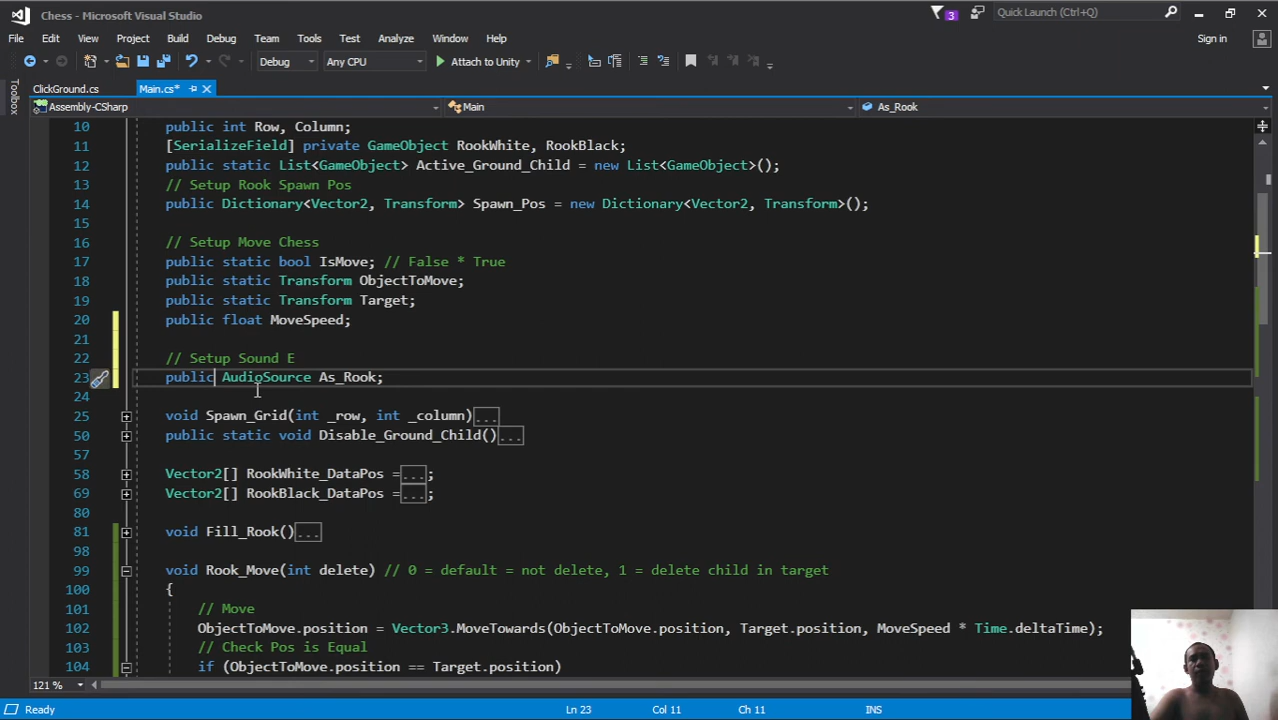 Chess - Microsoft Visual Studio
3
Quick Launch (Ctrl+Q)
File Edit View Project Build Debug Team Tools Test Analyze Window Help
Sign in
Debug Any CPU Attach to Unity
Toolbox
ClickGround.cs Main.cs*
Assembly-CSharp Main As_Rook
10 public int Row, Column;
11 [SerializeField] private GameObject RookWhite, RookBlack;
12 public static List<GameObject> Active_Ground_Child = new List<GameObject>();
13 // Setup Rook Spawn Pos
14 public Dictionary<Vector2, Transform> Spawn_Pos = new Dictionary<Vector2, Transform>();
15
16 // Setup Move Chess
17 public static bool IsMove; // False * True
18 public static Transform ObjectToMove;
19 public static Transform Target;
20 public float MoveSpeed;
21
22 // Setup Sound E
23 public AudioSource As_Rook;
24
25 void Spawn_Grid(int _row, int _column)...
50 public static void Disable_Ground_Child()...
57
58 Vector2[] RookWhite_DataPos =...;
69 Vector2[] RookBlack_DataPos =...;
80
81 void Fill_Rook()...
98
99 void Rook_Move(int delete) // 0 = default = not delete, 1 = delete child in target
100 {
101 // Move
102 ObjectToMove.position = Vector3.MoveTowards(ObjectToMove.position, Target.position, MoveSpeed * Time.deltaTime);
103 // Check Pos is Equal
104 if (ObjectToMove.position == Target.position)
121 %
Ready Ln 23 Col 11 Ch 11 INS